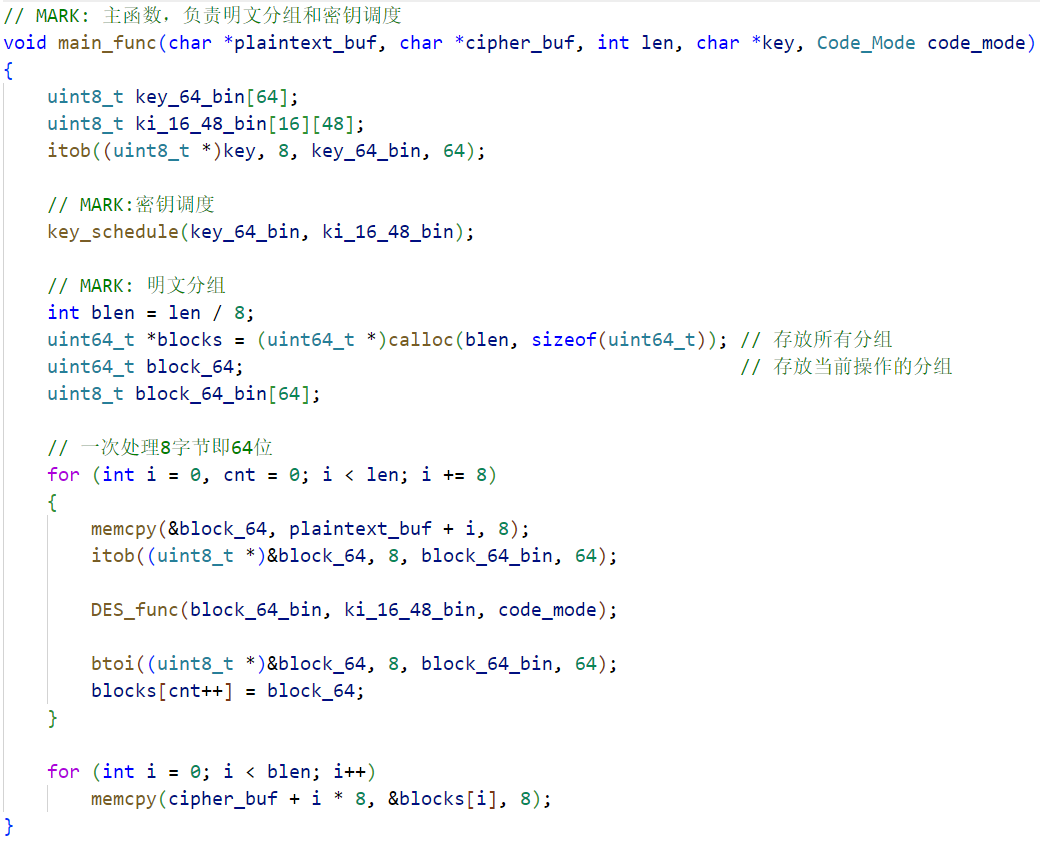 // MARK: 主函数，负责明文分组和密钥调度
void main_func(char *plaintext_buf, char *cipher_buf, int len, char *key, Code_Mode code_mode)
{
    uint8_t key_64_bin[64];
    uint8_t ki_16_48_bin[16][48];
    itob((uint8_t *)key, 8, key_64_bin, 64);

    // MARK:密钥调度
    key_schedule(key_64_bin, ki_16_48_bin);

    // MARK: 明文分组
    int blen = len / 8;
    uint64_t *blocks = (uint64_t *)calloc(blen, sizeof(uint64_t)); // 存放所有分组
    uint64_t block_64;                                             // 存放当前操作的分组
    uint8_t block_64_bin[64];

    // 一次处理8字节即64位
    for (int i = 0, cnt = 0; i < len; i += 8)
    {
        memcpy(&block_64, plaintext_buf + i, 8);
        itob((uint8_t *)&block_64, 8, block_64_bin, 64);

        DES_func(block_64_bin, ki_16_48_bin, code_mode);

        btoi((uint8_t *)&block_64, 8, block_64_bin, 64);
        blocks[cnt++] = block_64;
    }

    for (int i = 0; i < blen; i++)
        memcpy(cipher_buf + i * 8, &blocks[i], 8);
}